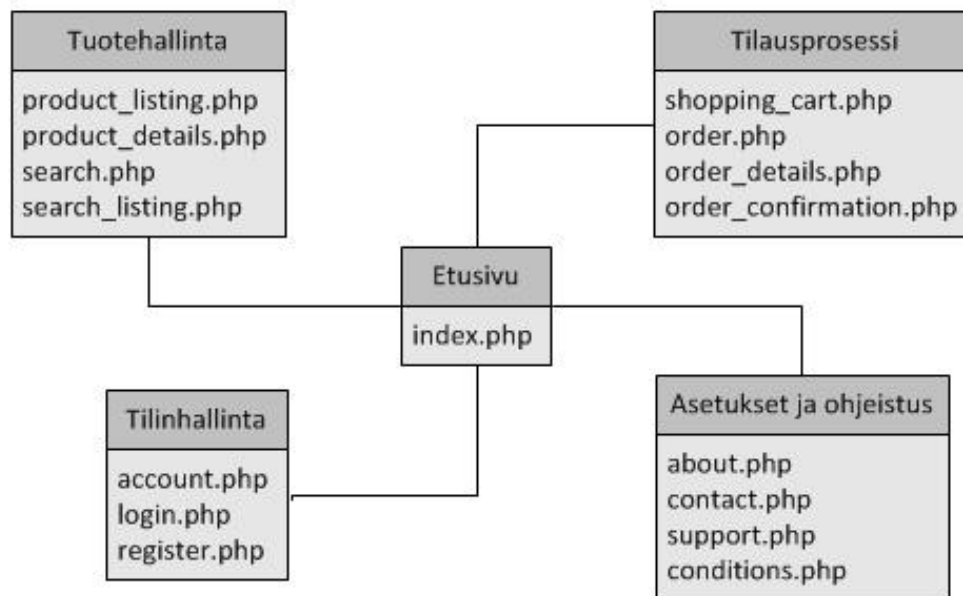 Tuotehallinta
product_listing.php
product_details.php
search.php
search_listing.php
Tilausprosessi
shopping_cart.php
order.php
order_details.php
order_confirmation.php
Etusivu
index.php
Tilinhallinta
account.php
login.php
register.php
Asetukset ja ohjeistus
about.php
contact.php
support.php
conditions.php